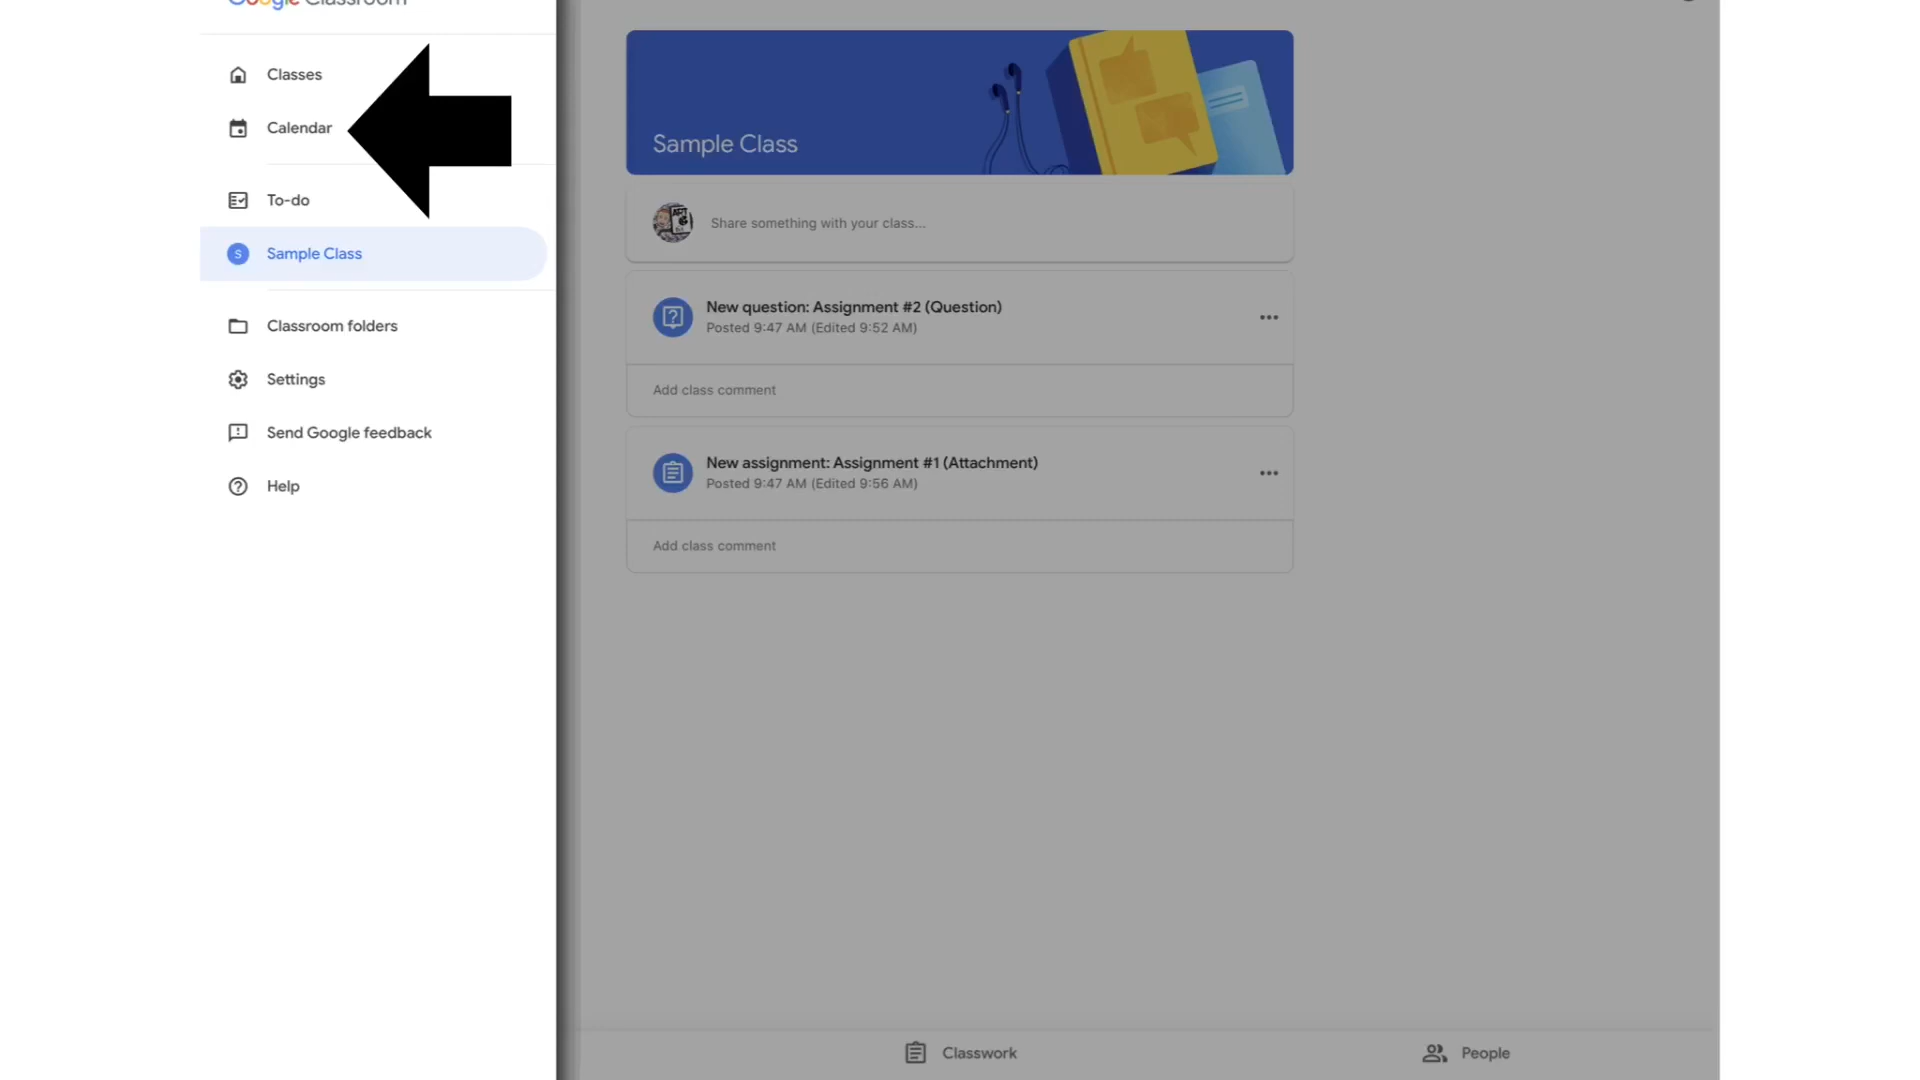 Google Classroom
Classes
Calendar
To-do
S
Sample Class
Classroom folders
Settings
Send Google feedback
Help
Sample Class
Share something with your class...
New question: Assignment #2 (Question)
Posted 9:47 AM (Edited 9:52 AM)
Add class comment
New assignment: Assignment #1 (Attachment)
Posted 9:47 AM (Edited 9:56 AM)
Add class comment
Classwork
People